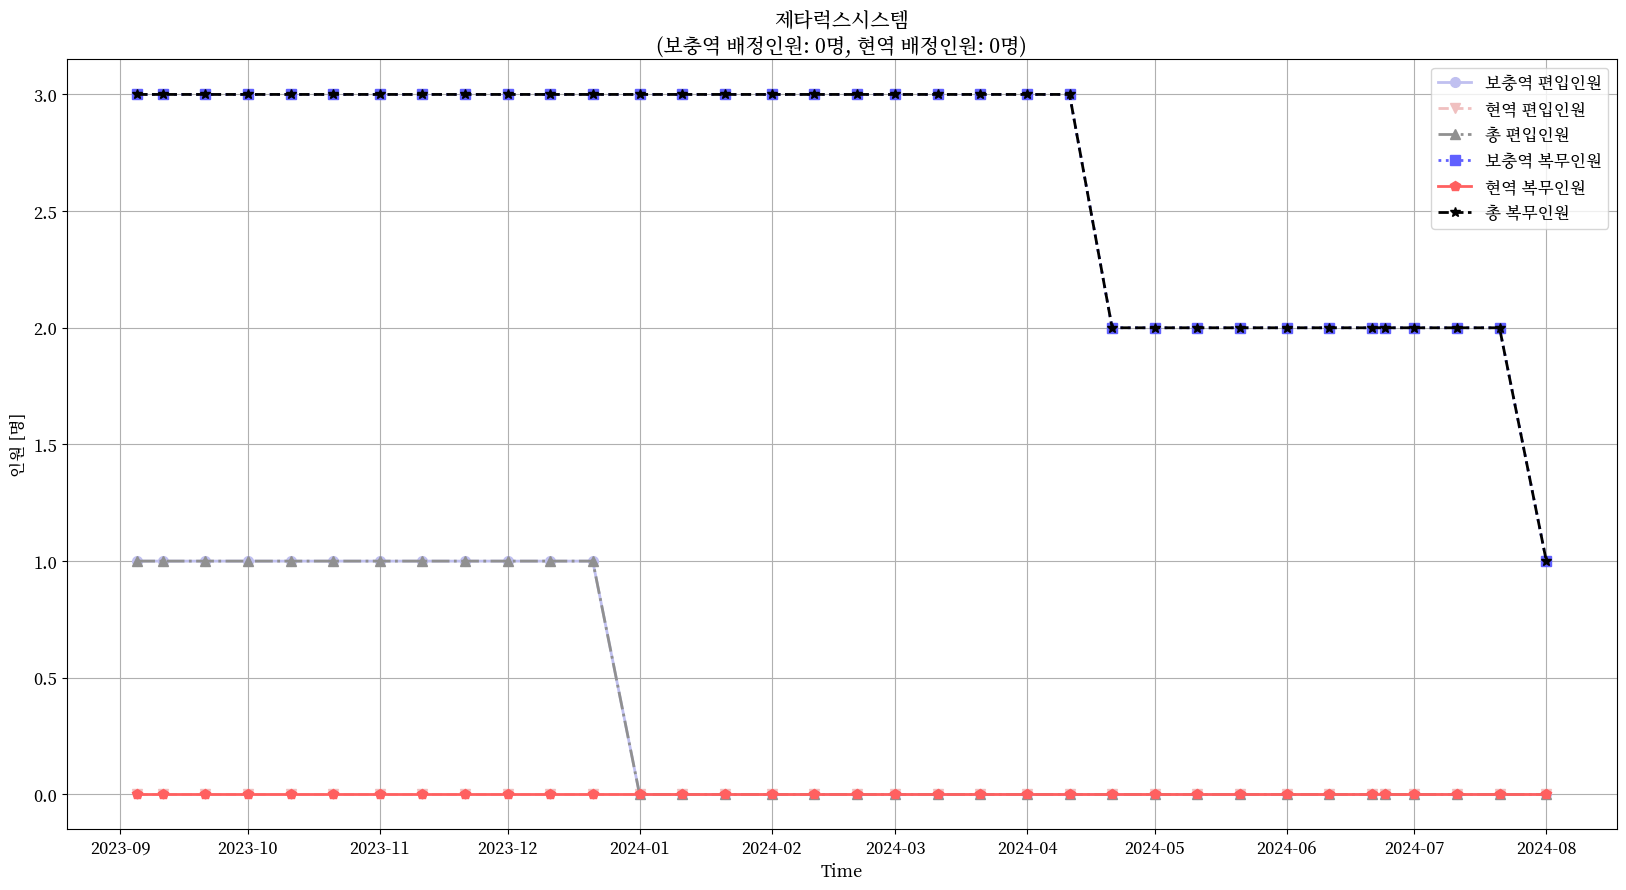 제타럭스시스템
(보충역 배정인원: 0명, 현역 배정인원: 0명)
보충역 편입인원
현역 편입인원
총 편입인원
보충역 복무인원
현역 복무인원
총 복무인원
인원 [명]
3.0
2.5
2.0
1.5
1.0
0.5
0.0
2023-09
2023-10
2023-11
2023-12
2024-01
2024-02
2024-03
2024-04
2024-05
2024-06
2024-07
2024-08
Time